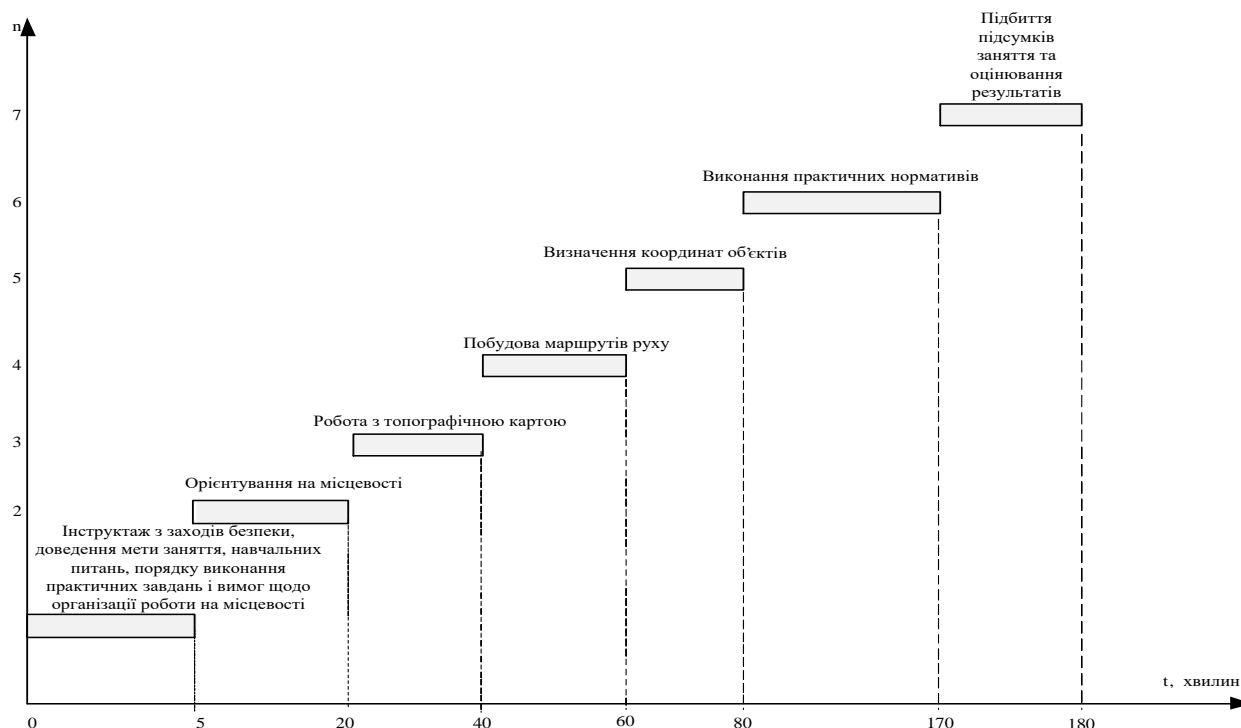 n
Підбиття
підсумків
заняття та
оцінювання
результатів
7
Виконання практичних нормативів
6
Визначення координат об'єктів
5
Побудова маршрутів руху
4
Робота з топографічною картою
3
Орієнтування на місцевості
2
Інструктаж з заходів безпеки,
доведення мети заняття, навчальних
питань, порядку виконання
практичних завдань і вимог щодо
організації роботи на місцевості
t, хвилин
0 5 20 40 60 80 170 180